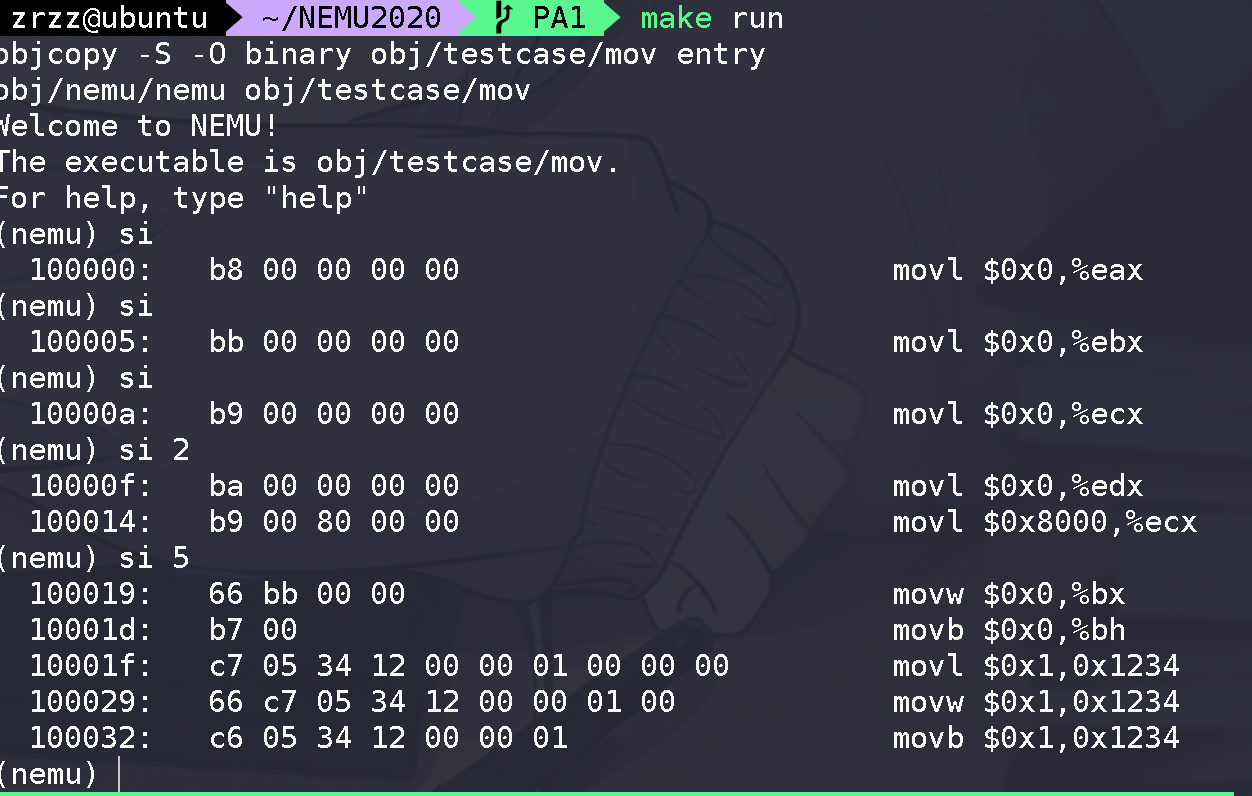 zrzz@ubuntu ~/NEMU2020 PA1 make run
objcopy -S -O binary obj/testcase/mov entry
obj/nemu/nemu obj/testcase/mov
Welcome to NEMU!
The executable is obj/testcase/mov.
For help, type "help"
(nemu) si
  100000:   b8 00 00 00 00                        movl $0x0,%eax
(nemu) si
  100005:   bb 00 00 00 00                        movl $0x0,%ebx
(nemu) si
  10000a:   b9 00 00 00 00                        movl $0x0,%ecx
(nemu) si 2
  10000f:   ba 00 00 00 00                        movl $0x0,%edx
  100014:   b9 00 80 00 00                        movl $0x8000,%ecx
(nemu) si 5
  100019:   66 bb 00 00                           movw $0x0,%bx
  10001d:   b7 00                                 movb $0x0,%bh
  10001f:   c7 05 34 12 00 00 01 00 00 00         movl $0x1,0x1234
  100029:   66 c7 05 34 12 00 00 01 00            movw $0x1,0x1234
  100032:   c6 05 34 12 00 00 01                  movb $0x1,0x1234
(nemu)